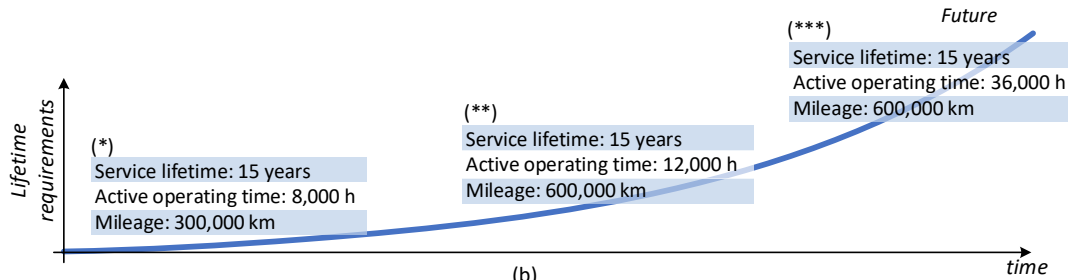 Future
(***)
Service lifetime: 15 years
Active operating time: 36,000 h
Mileage: 600,000 km
(**)
Service lifetime: 15 years
Active operating time: 12,000 h
Mileage: 600,000 km
(*)
Service lifetime: 15 years
Active operating time: 8,000 h
Mileage: 300,000 km
Lifetime
requirements
time
(b)